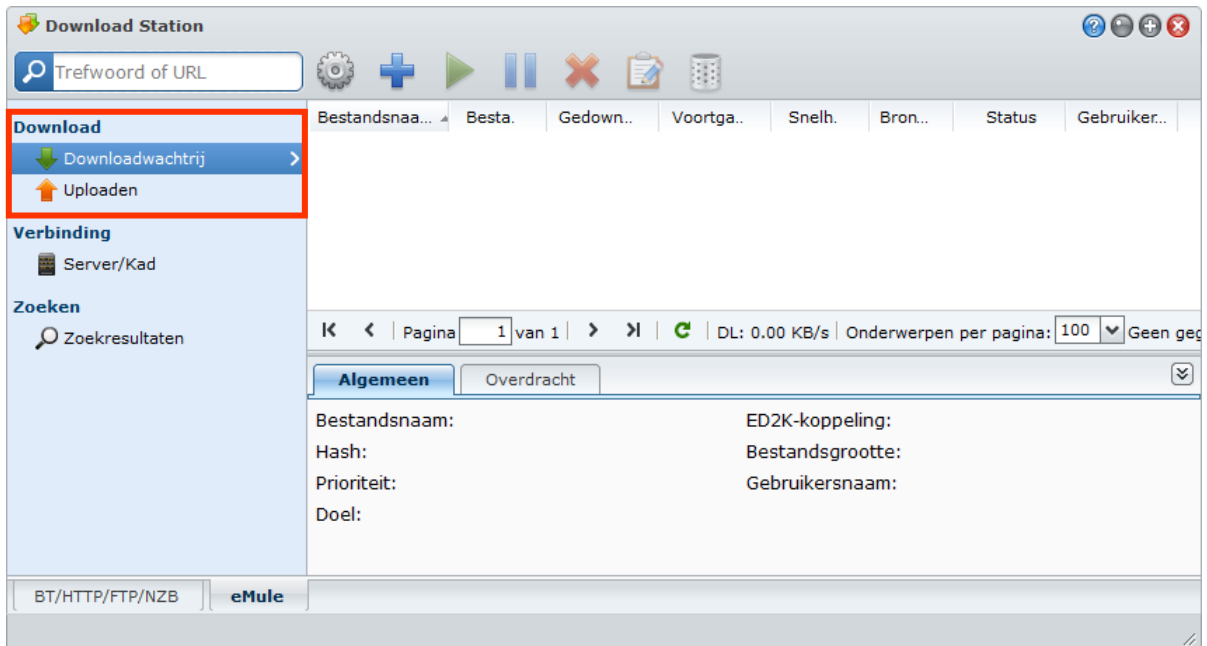 Download Station
Trefwoord of URL
Download
Downloadwachtrij
Uploaden
Verbinding
Server/Kad
Zoeken
Zoekresultaten
Bestandsnaa... Besta. Gedown... Voortga.. Snelh. Bron... Status Gebruiker...
Pagina 1 van 1 DL: 0.00 KB/s Onderwerpen per pagina: 100 Geen geg
Algemeen Overdracht
Bestandsnaam: ED2K-koppeling:
Hash: Bestandsgrootte:
Prioriteit: Gebruikersnaam:
Doel:
BT/HTTP/FTP/NZB eMule